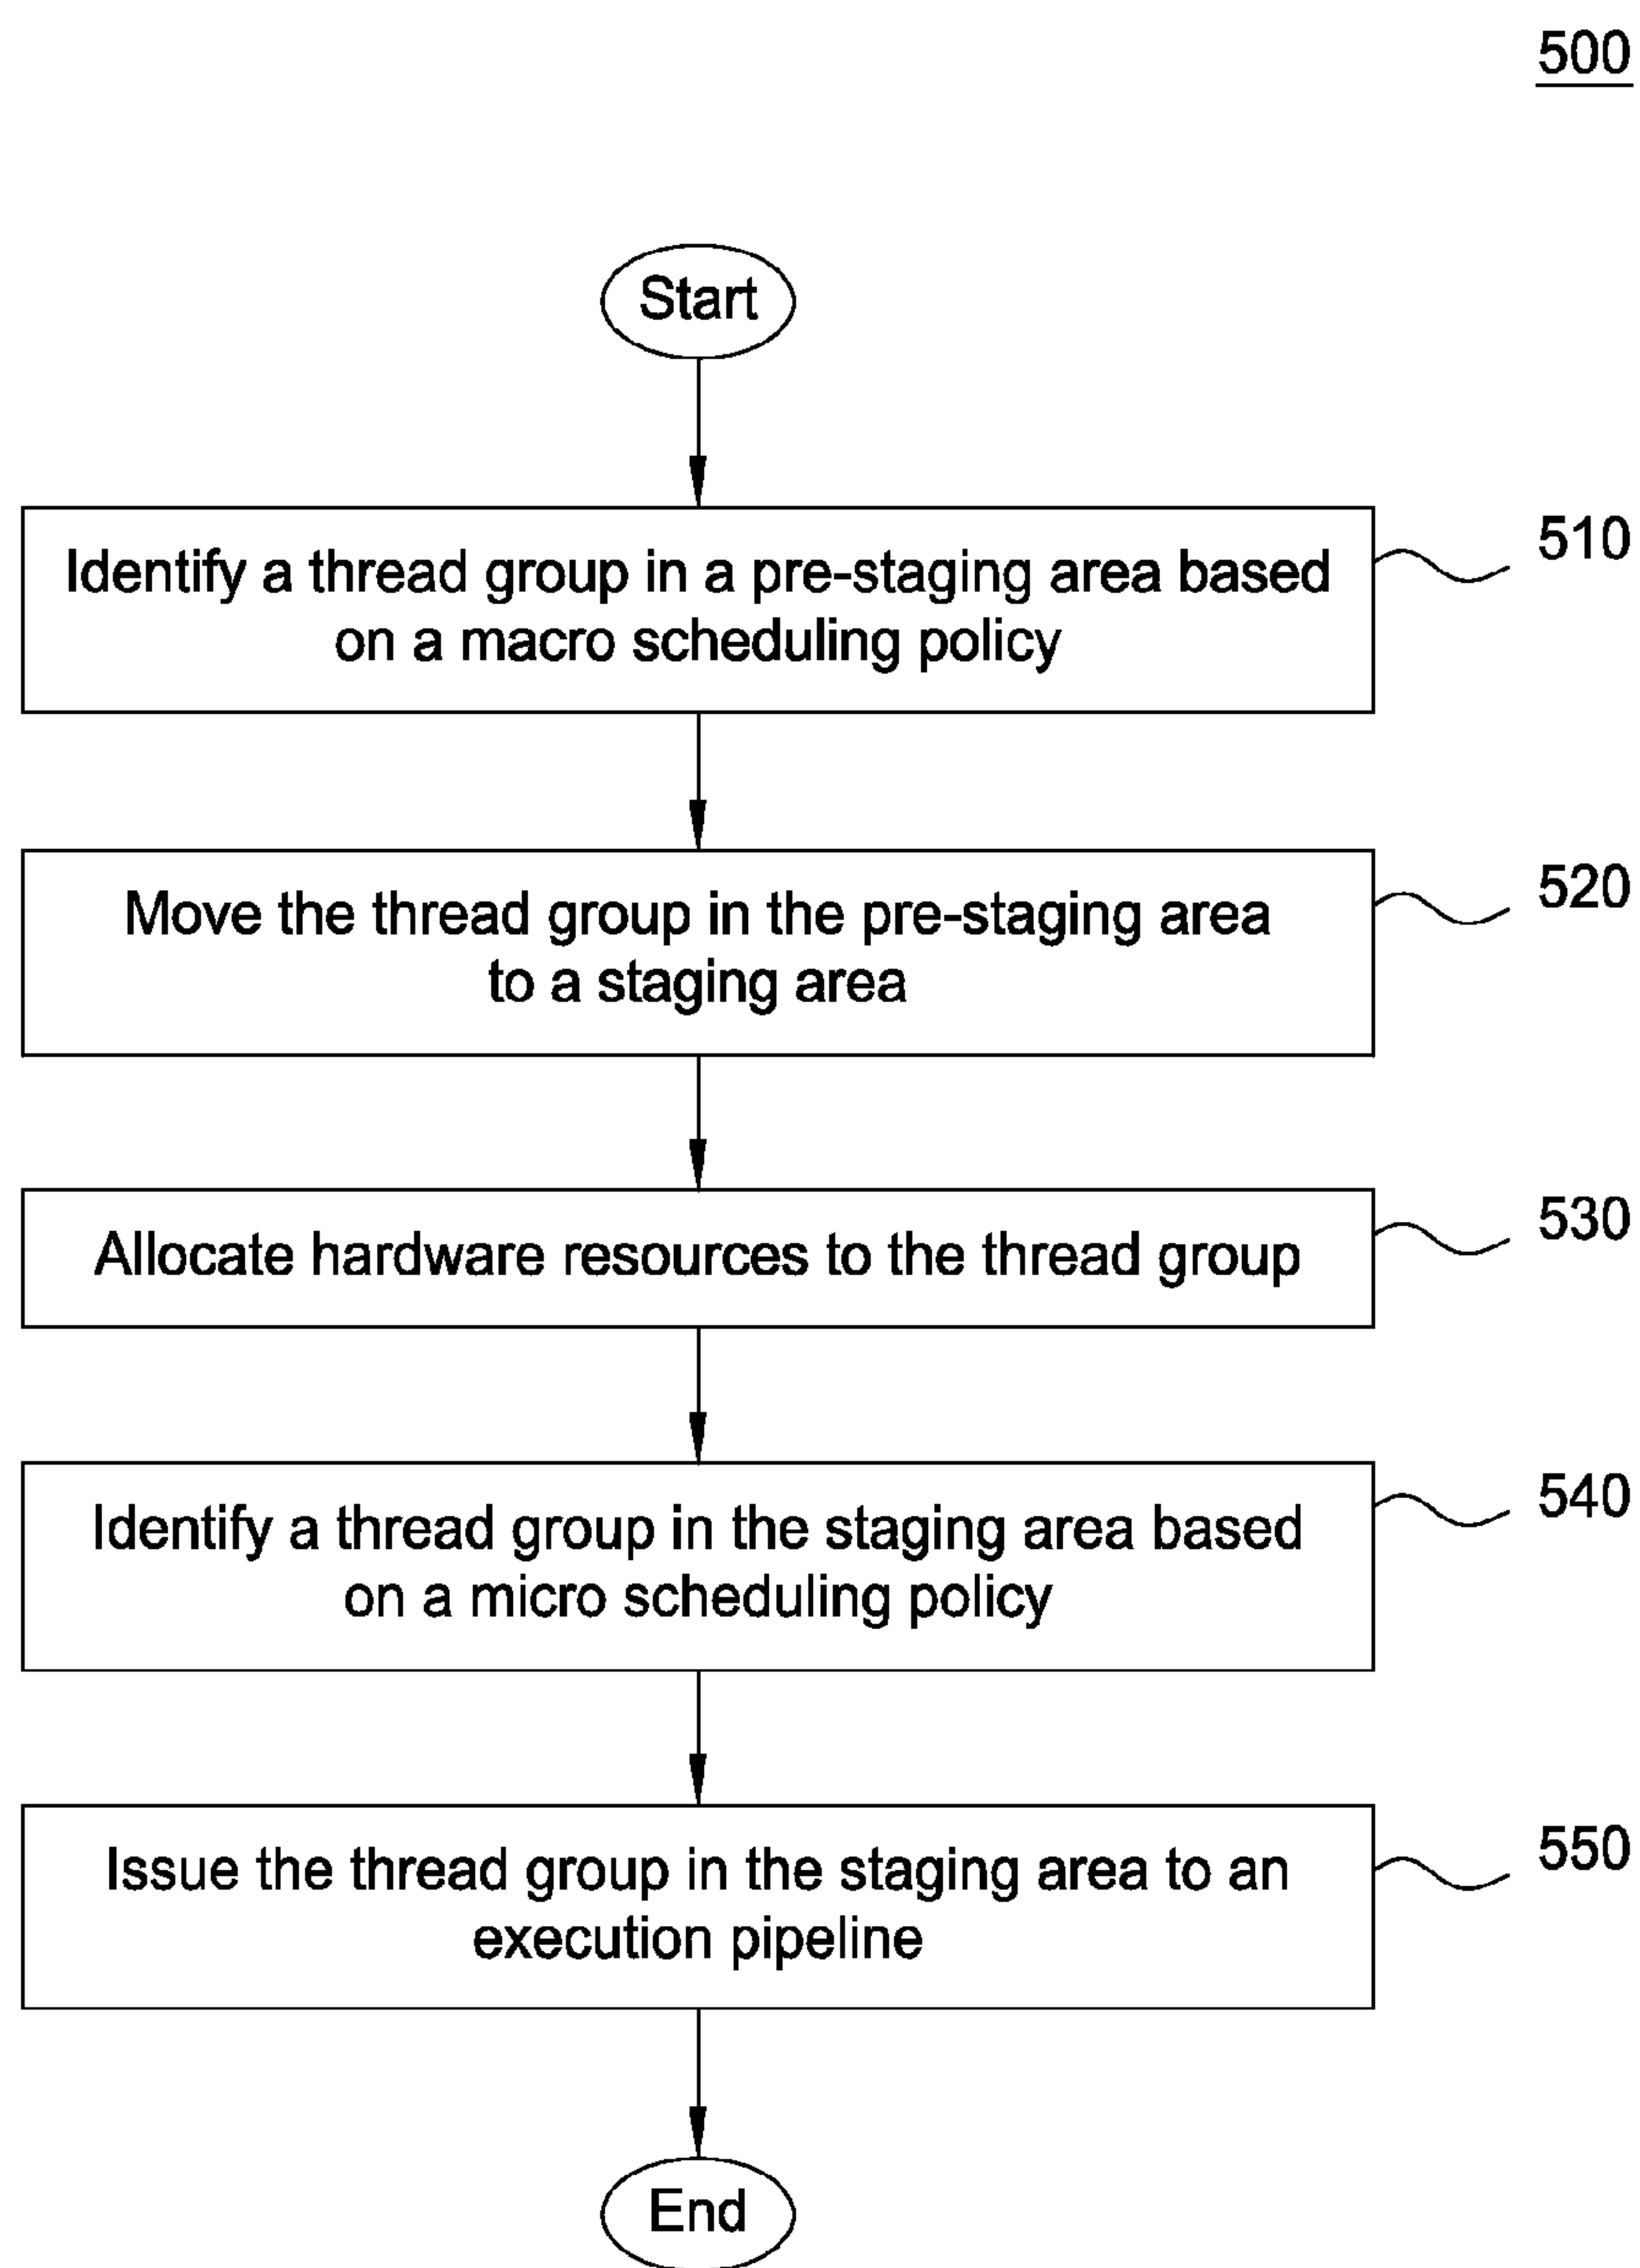 500
Start
Identify a thread group in a pre-staging area based
on a macro scheduling policy
510
Move the thread group in the pre-staging area
to a staging area
520
Allocate hardware resources to the thread group
530
Identify a thread group in the staging area based
on a micro scheduling policy
540
Issue the thread group in the staging area to an
execution pipeline
550
End